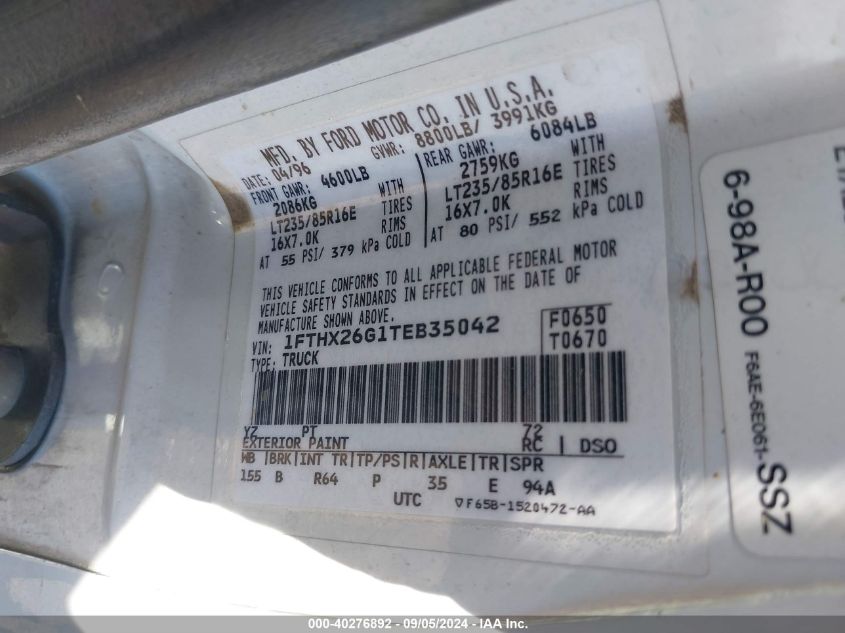 MFD. BY FORD MOTOR CO. IN U.S.A.
DATE: 04/96 GVWR: 8800LB/ 3991KG
FRONT GAWR: 4600LB
2086KG WITH
LT235/85R16E TIRES
16X7.0K RIMS
AT 55 PSI/ 379 kPa COLD
REAR GAWR: 6084LB
2759KG WITH
LT235/85R16E TIRES
16X7.0K RIMS
AT 80 PSI/ 552 kPa COLD
THIS VEHICLE CONFORMS TO ALL APPLICABLE FEDERAL MOTOR
VEHICLE SAFETY STANDARDS IN EFFECT ON THE DATE OF
MANUFACTURE SHOWN ABOVE.
VIN: 1FTHX26G1TEB35042
TYPE: TRUCK
F0650
T0670
YZ PT 72
EXTERIOR PAINT RC | DSO
WB |BRK|INT TR|TP/PS|R|AXLE|TR|SPR
155 B R64 P 35 E 94A
UTC ▽F65B-1520472-AA
6-98A-R00 F6AE-6E061-SSZ
000-40276892 - 09/05/2024 - IAA Inc.